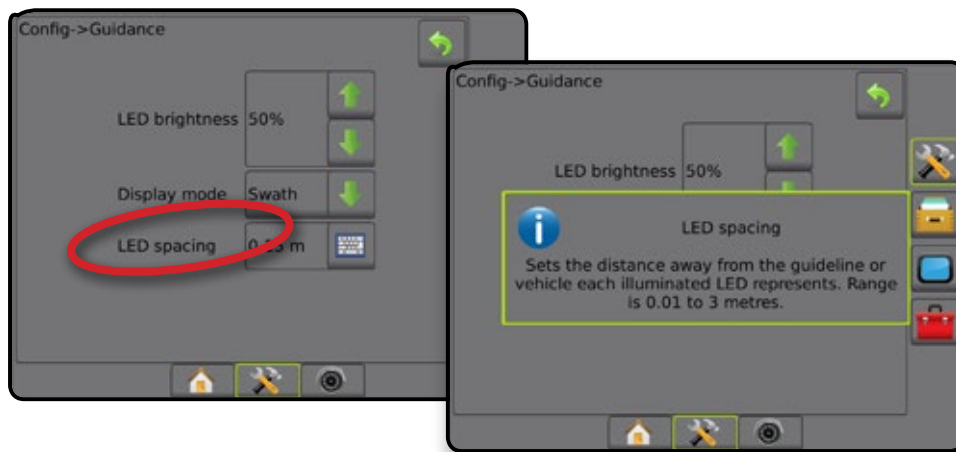 Config->Guidance
LED brightness 50%
Display mode Swath
LED spacing m
Config->Guidance
LED brightness 50%
LED spacing
Sets the distance away from the guideline or
vehicle each illuminated LED represents. Range
is 0.01 to 3 metres.